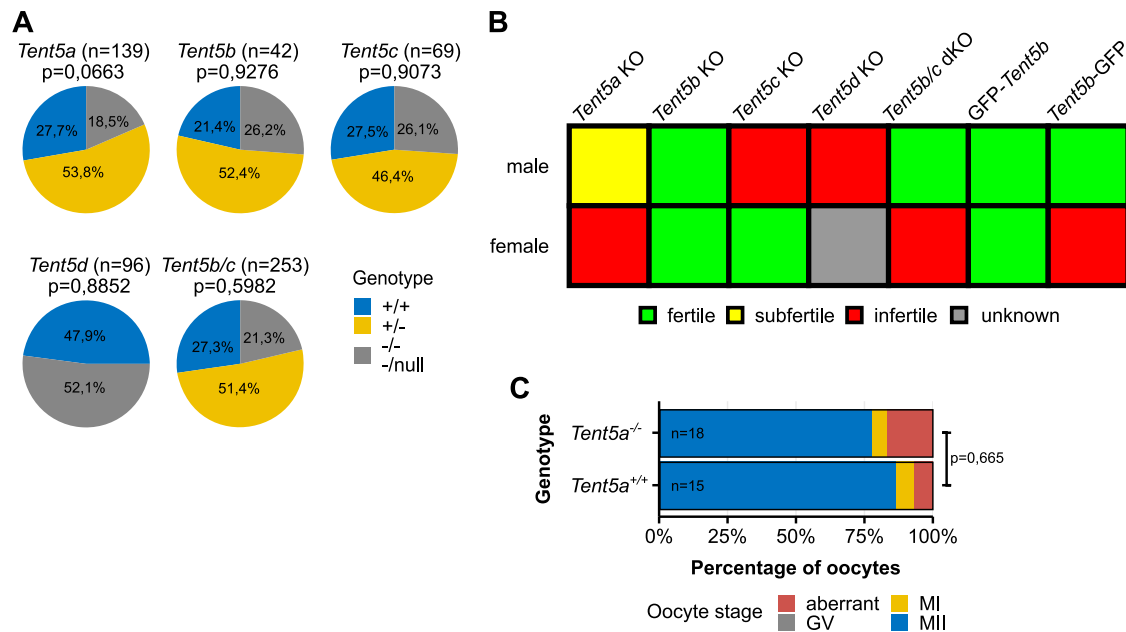 A
Tent5a (n=139)
p=0,0663
27,7%
18,5%
53,8%
Tent5b (n=42)
p=0,9276
21,4%
26,2%
52,4%
Tent5c (n=69)
p=0,9073
27,5%
26,1%
46,4%
Tent5d (n=96)
p=0,8852
47,9%
52,1%
Tent5b/c (n=253)
p=0,5982
27,3%
21,3%
51,4%
Genotype
+/+
+/-
-/-
-/null
B
Tent5a KO
Tent5b KO
Tent5c KO
Tent5d KO
Tent5b/c dKO
GFP-Tent5b
Tent5b-GFP
male
female
fertile
subfertile
infertile
unknown
C
Genotype
Tent5a-/-
n=18
Tent5a+/+
n=15
p=0,665
0% 25% 50% 75% 100%
Percentage of oocytes
Oocyte stage
aberrant
MI
GV
MII